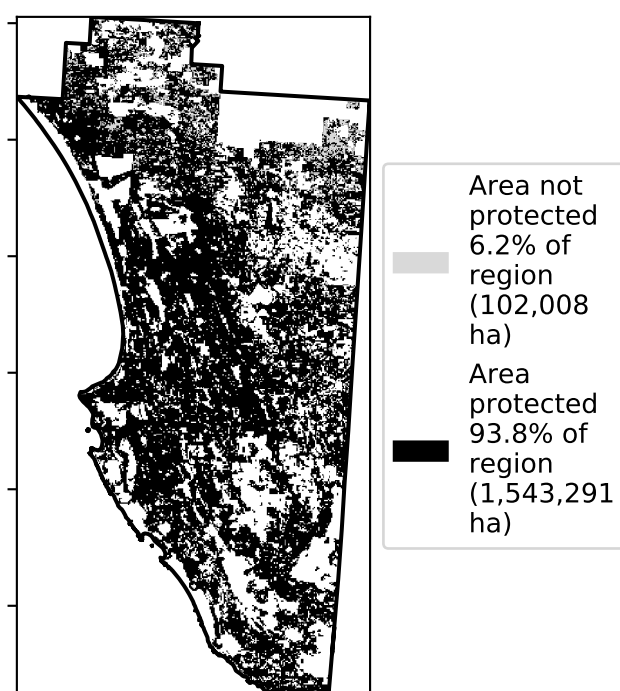 Area not
protected
6.2% of
region
(102,008
ha)
Area
protected
93.8% of
region
(1,543,291
ha)